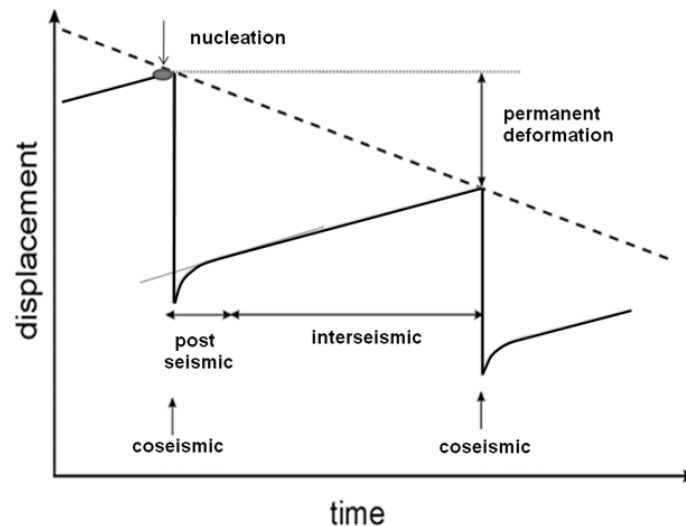 nucleation
permanent
deformation
displacement
post
seismic
interseismic
coseismic
coseismic
time